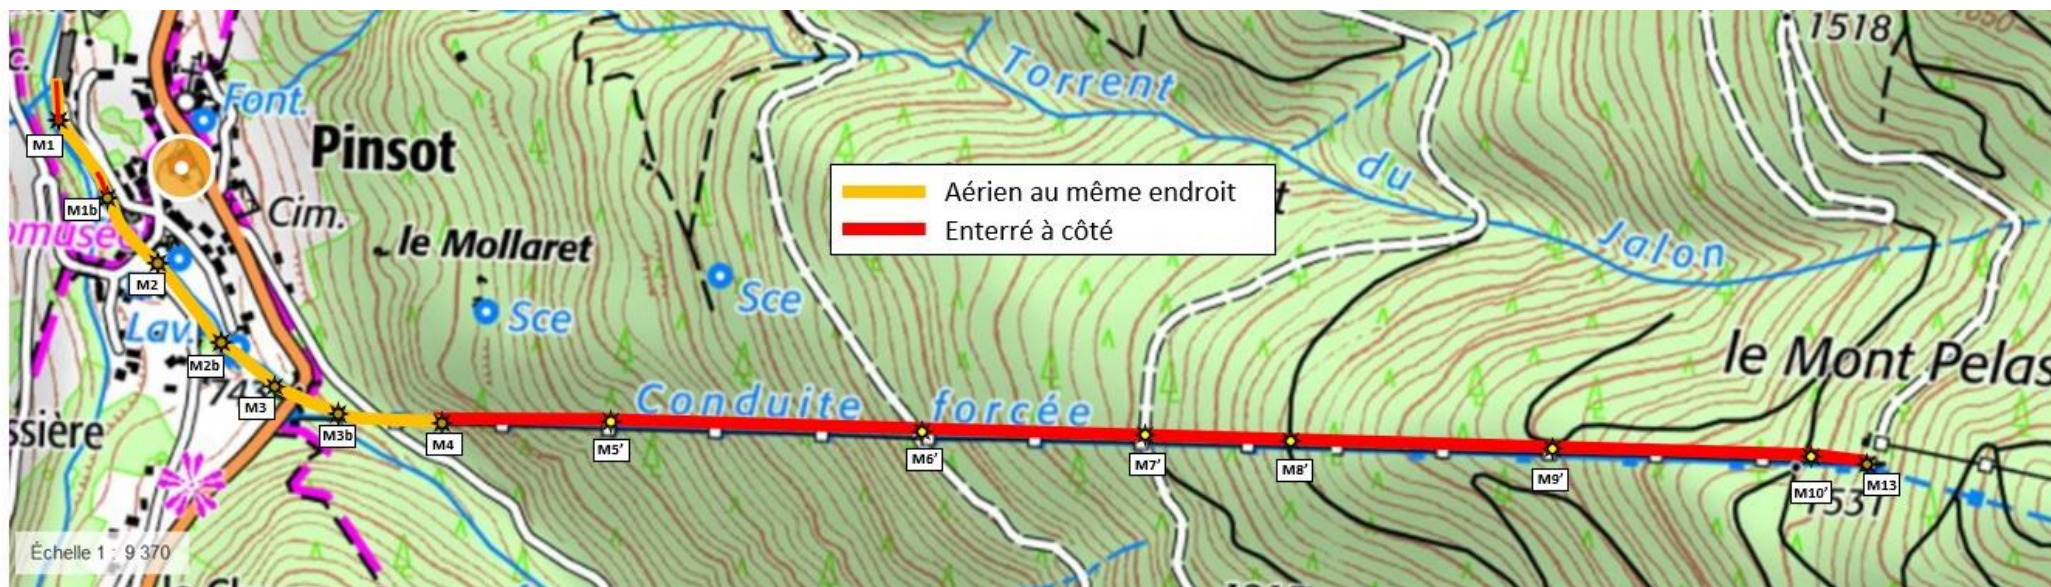 1518
c.
Torrent
Font.
Pinsot
M1
du
Aérien au même endroit
Enterré à côté
t
M1b
Cim.
omusée
le Mollaret
Jalon
M2
Sce
Sce
Lav.
le Mont Pelas
M2b
743
M3
Conduite forcée
ssière
M3b
M4
M5’
M6’
M7’
M8’
M9’
M10’
M13
1531
Échelle 1 : 9 370